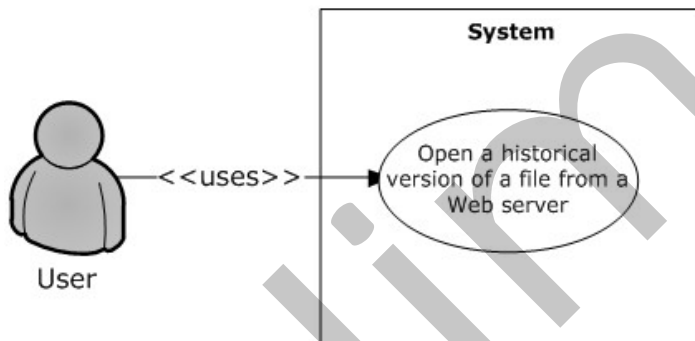 System
<<uses>>
Open a historical
version of a file from a
Web server
User